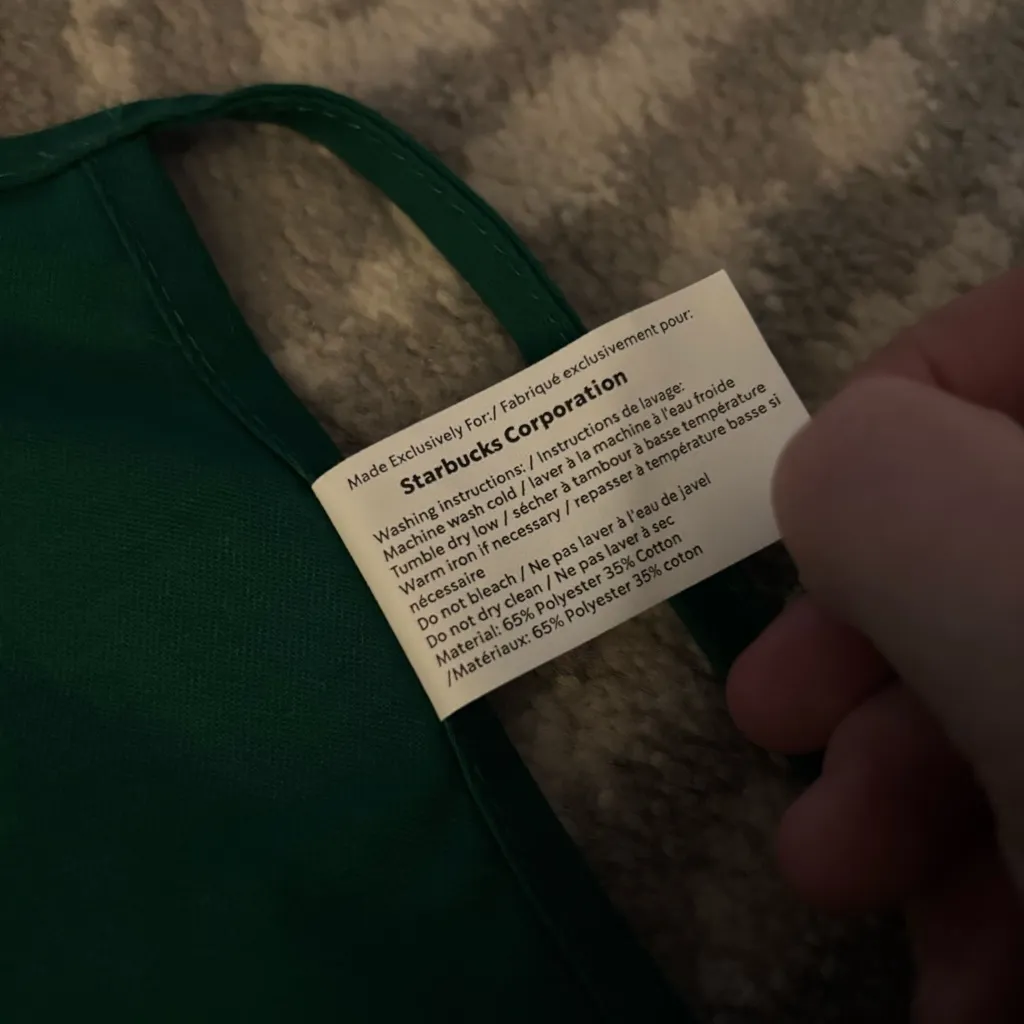 Made Exclusively For:/ Fabriqué exclusivement pour:
Starbucks Corporation
Washing instructions: / Instructions de lavage:
Machine wash cold / laver à la machine à l'eau froide
Tumble dry low / sécher à tambour à basse température
Warm iron if necessary / repasser à température basse si
nécessaire
Do not bleach / Ne pas laver à l'eau de javel
Do not dry clean / Ne pas laver à sec
Material: 65% Polyester 35% Cotton
/Matériaux: 65% Polyester 35% coton